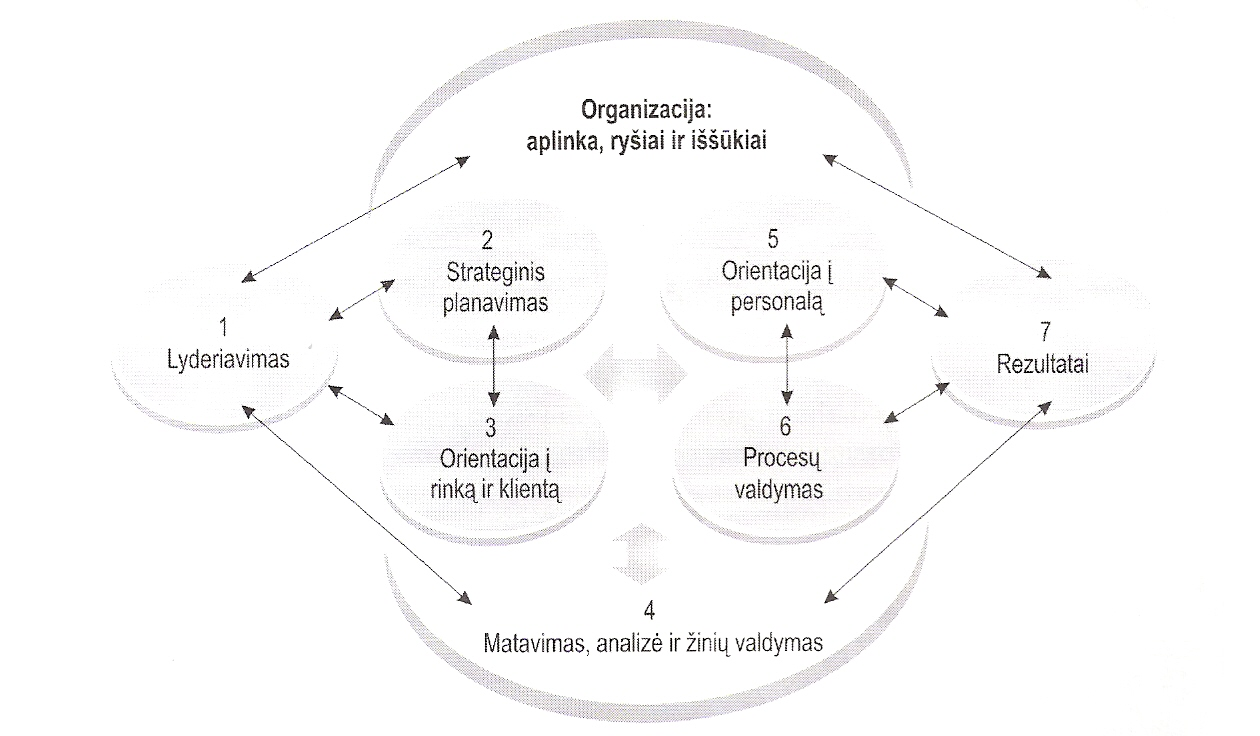 Organizacija:
aplinka, ryšiai ir iššūkiai
1
Lyderiavimas
2
Strateginis
planavimas
3
Orientacija į
rinką ir klientą
5
Orientacija į
personalą
6
Procesų
valdymas
7
Rezultatai
4
Matavimas, analizė ir žinių valdymas